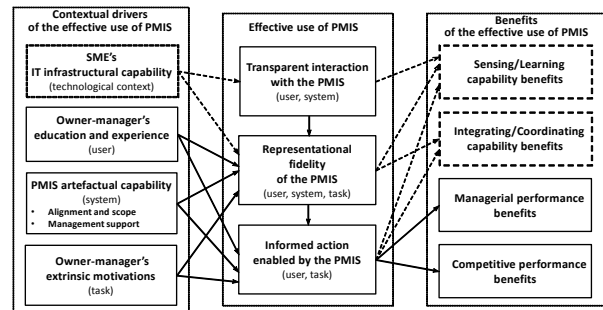 Contextual drivers
of the effective use of PMIS
SME's
IT infrastructural capability
(technological context)
Owner-manager's
education and experience
(user)
PMIS artefactual capability
(system)
• Alignment and scope
• Management support
Owner-manager's
extrinsic motivations
(task)
Effective use of PMIS
Transparent interaction
with the PMIS
(user, system)
Representational
fidelity
of the PMIS
(user, system, task)
Informed action
enabled by the PMIS
(user, task)
Benefits
of the effective use of PMIS
Sensing/Learning
capability benefits
Integrating/Coordinating
capability benefits
Managerial performance
benefits
Competitive performance
benefits